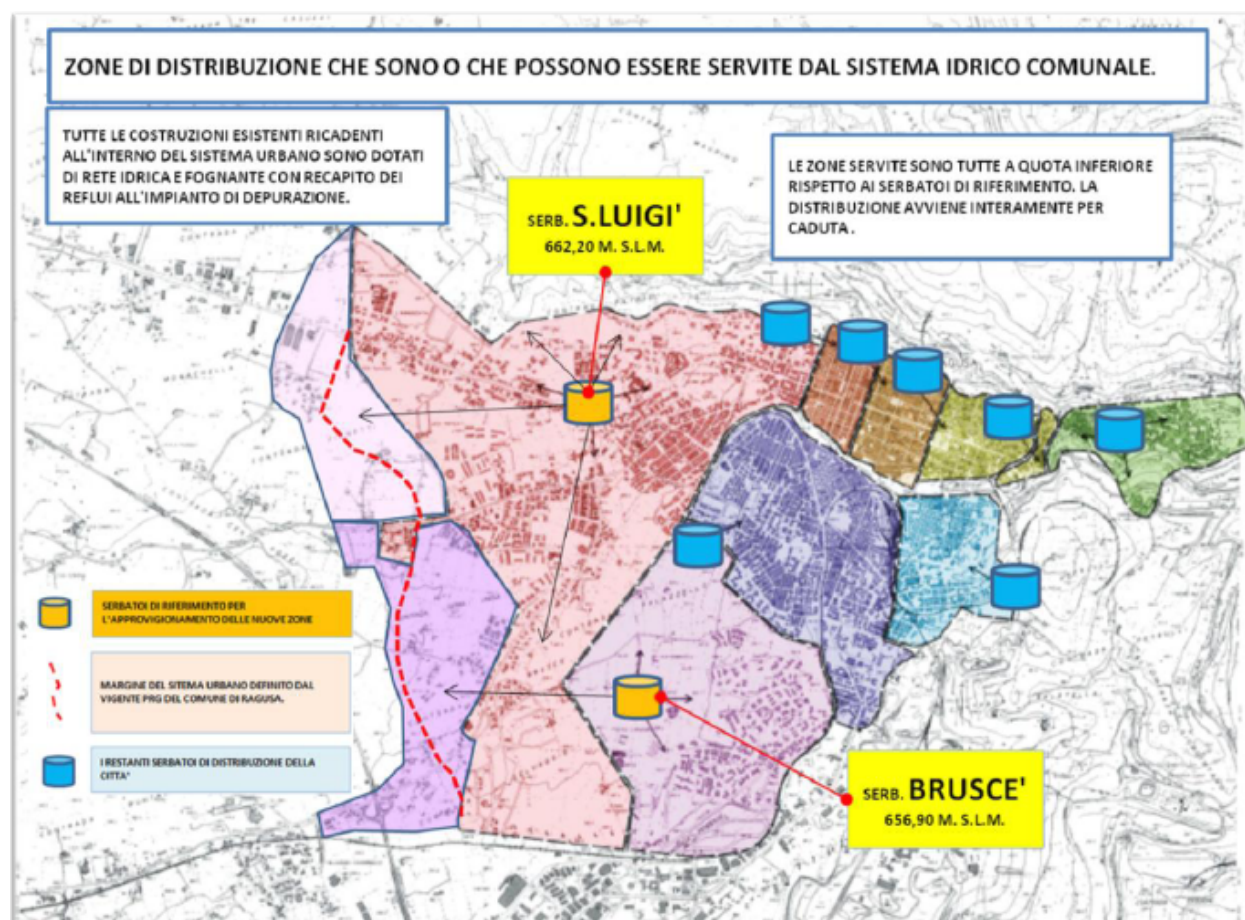 ZONE DI DISTRIBUZIONE CHE SONO O CHE POSSONO ESSERE SERVITE DAL SISTEMA IDRICO COMUNALE.
TUTTE LE COSTRUZIONI ESISTENTI RICADENTI
ALL'INTERNO DEL SISTEMA URBANO SONO DOTATI
DI RETE IDRICA E FOGNANTE CON RECAPITO DEI
REFLUI ALL'IMPIANTO DI DEPURAZIONE.
LE ZONE SERVITE SONO TUTTE A QUOTA INFERIORE
RISPETTO AI SERBATOI DI RIFERIMENTO. LA
DISTRIBUZIONE AVVIENE INTERAMENTE PER
CADUTA .
SERB. S.LUIGI'
662,20 M. S.L.M.
SERBATOI DI RIFERIMENTO PER
L'APPROVIGIONAMENTO DELLE NUOVE ZONE
MARGINE DEL SITEMA URBANO DEFINITO DAL
VIGENTE PRG DEL COMUNE DI RAGUSA.
I RESTANTI SERBATOI DI DISTRIBUZIONE DELLA
CITTA'
SERB. BRUSCE'
656,90 M. S.L.M.